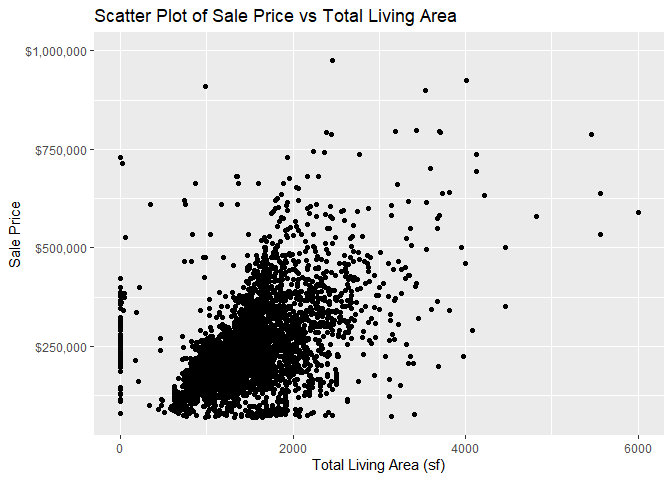 Scatter Plot of Sale Price vs Total Living Area
$1,000,000
$750,000
$500,000
$250,000
Sale Price
0 2000 4000 6000
Total Living Area (sf)